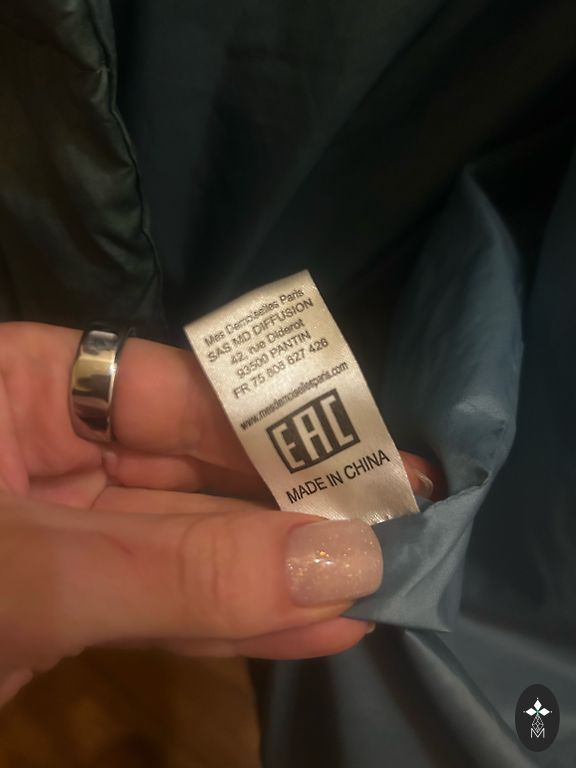 Mes Demoiselles Paris
SAS MD DIFFUSION
42, rue Diderot
93500 PANTIN
FR 75 808 627 426
www.mesdemoisellesparis.com
EAC
MADE IN CHINA
M